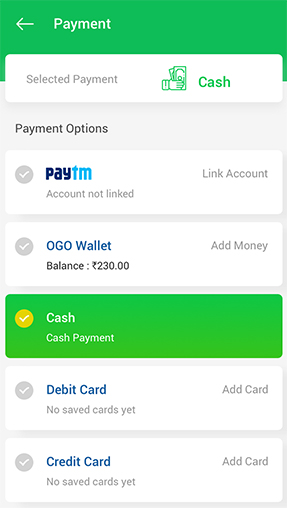 Payment
Selected Payment Cash
Payment Options
paytm Link Account
Account not linked
OGO Wallet Add Money
Balance : ₹230.00
Cash
Cash Payment
Debit Card Add Card
No saved cards yet
Credit Card Add Card
No saved cards yet